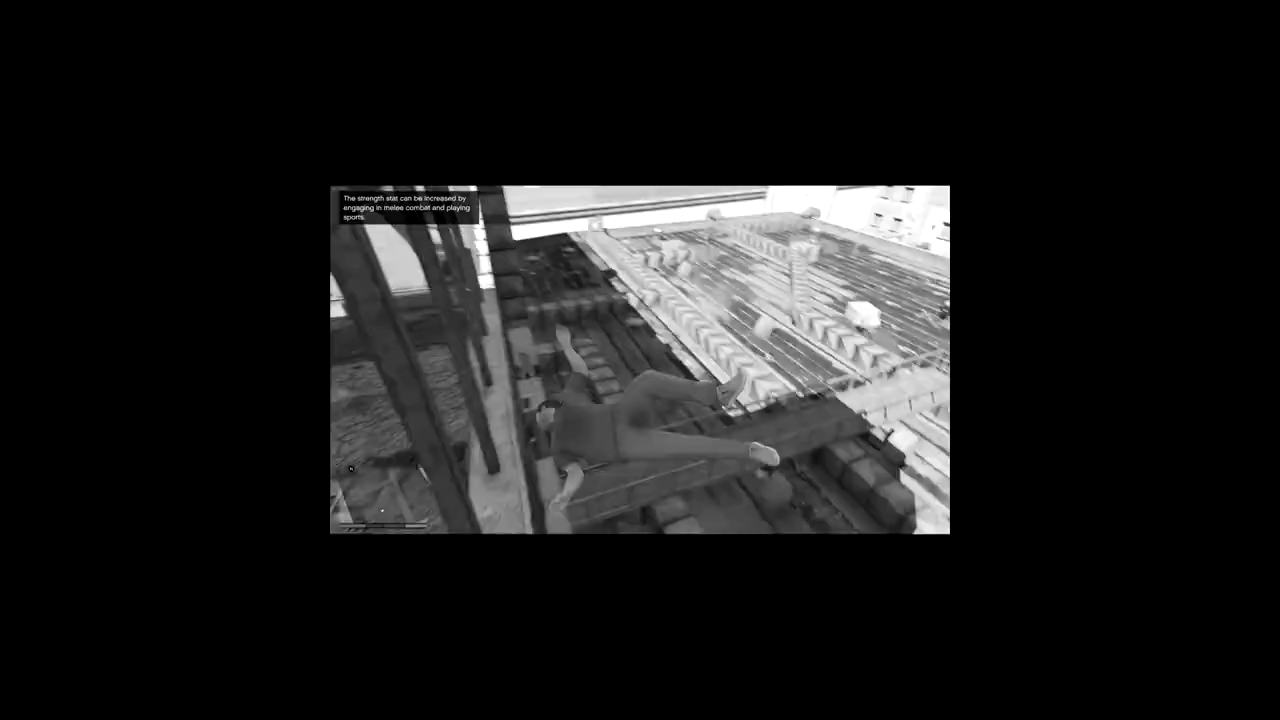 The strength stat can be increased by
engaging in melee combat and playing
sports.